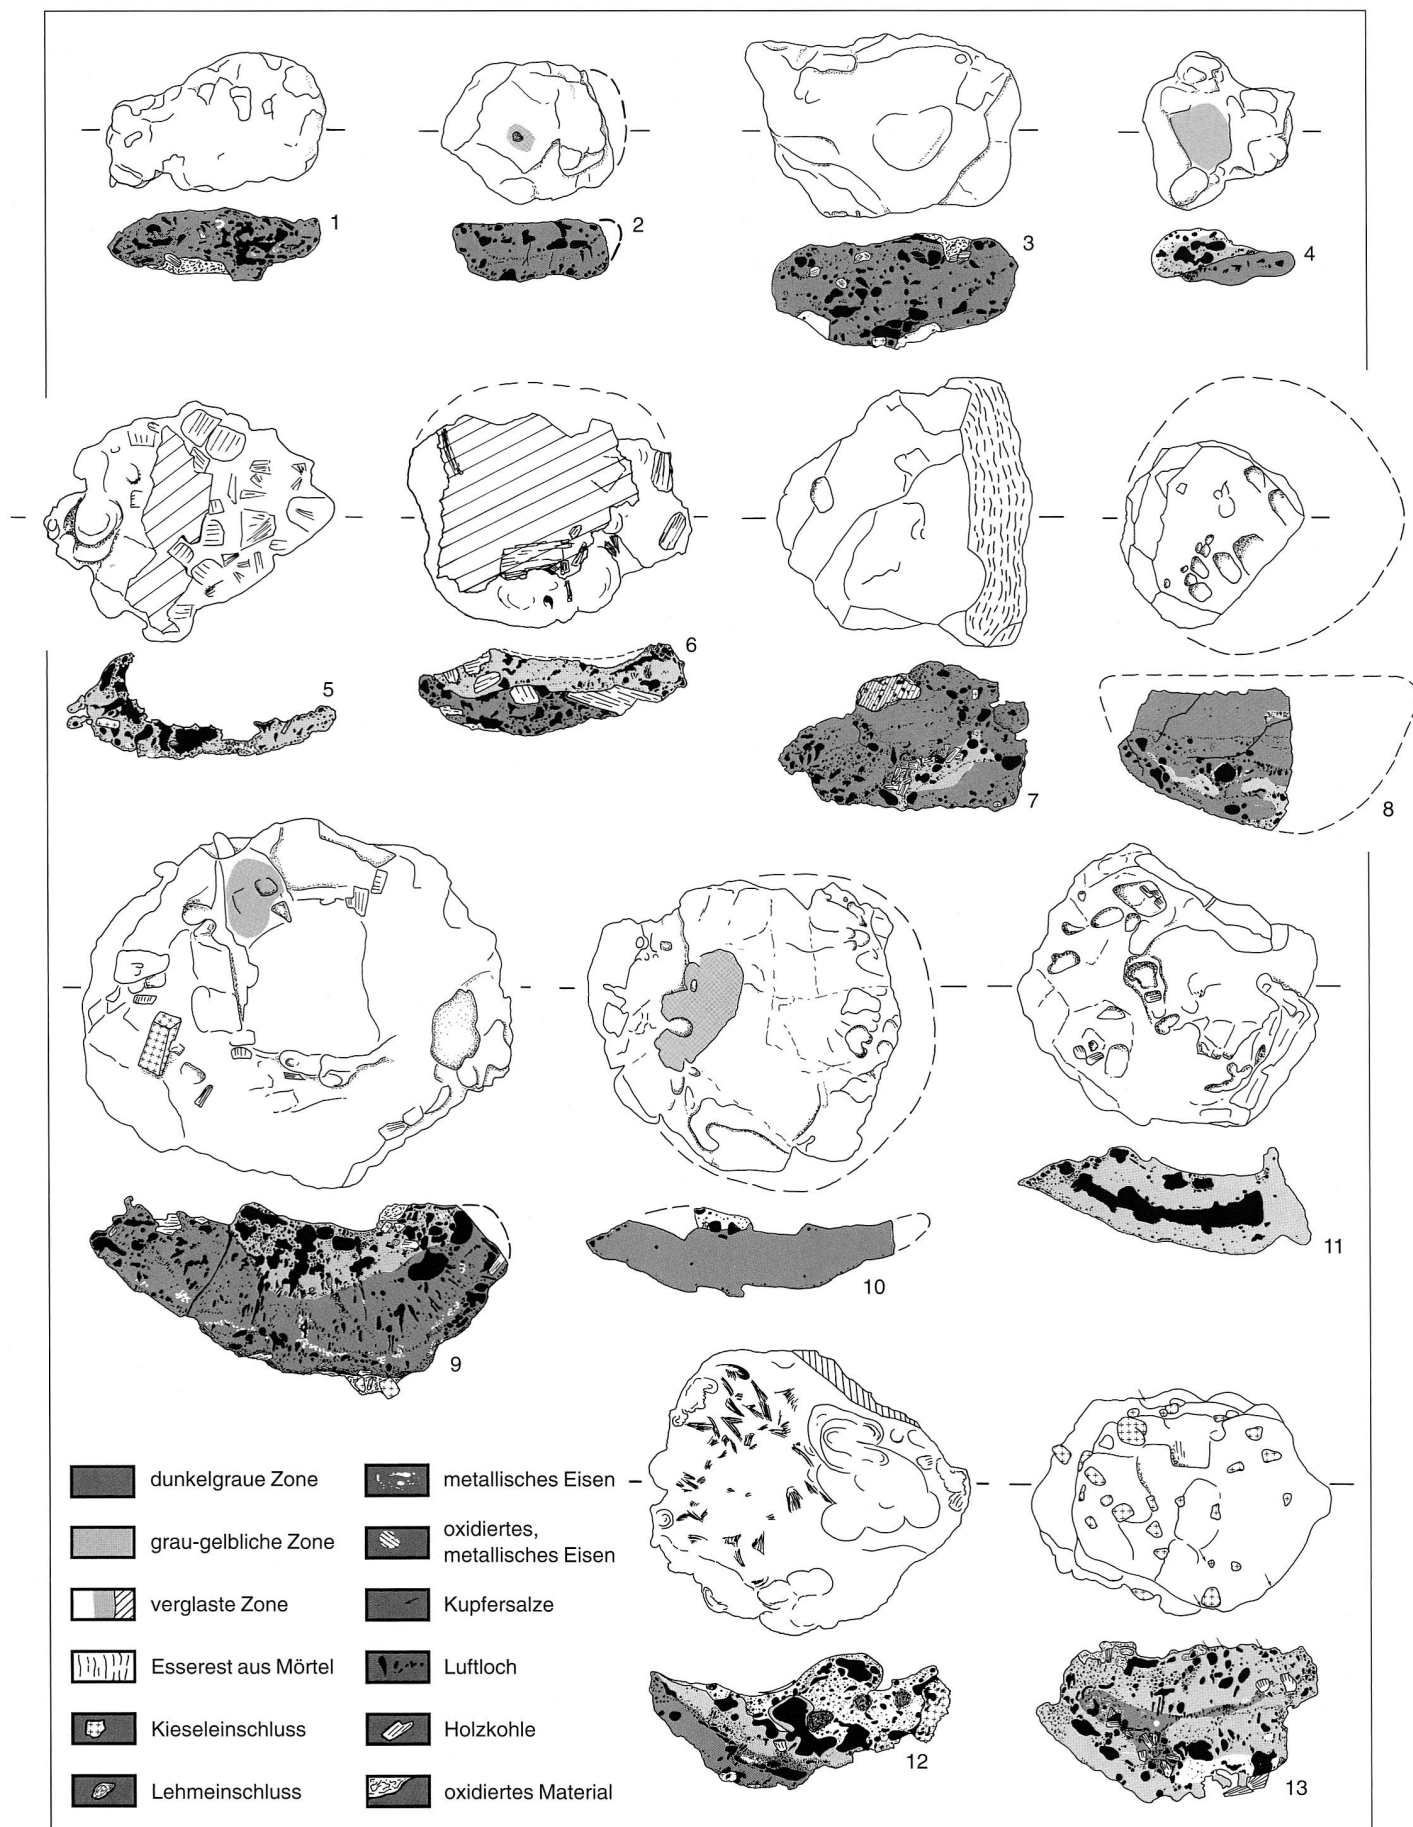 1
2
3
4
5
6
7
8
9
10
11
12
13
dunkelgraue Zone
grau-gelbliche Zone
verglaste Zone
Esserest aus Mörtel
Kieseleinschluss
Lehmeinschluss
metallisches Eisen
oxidiertes,
metallisches Eisen
Kupfersalze
Luftloch
Holzkohle
oxidiertes Material